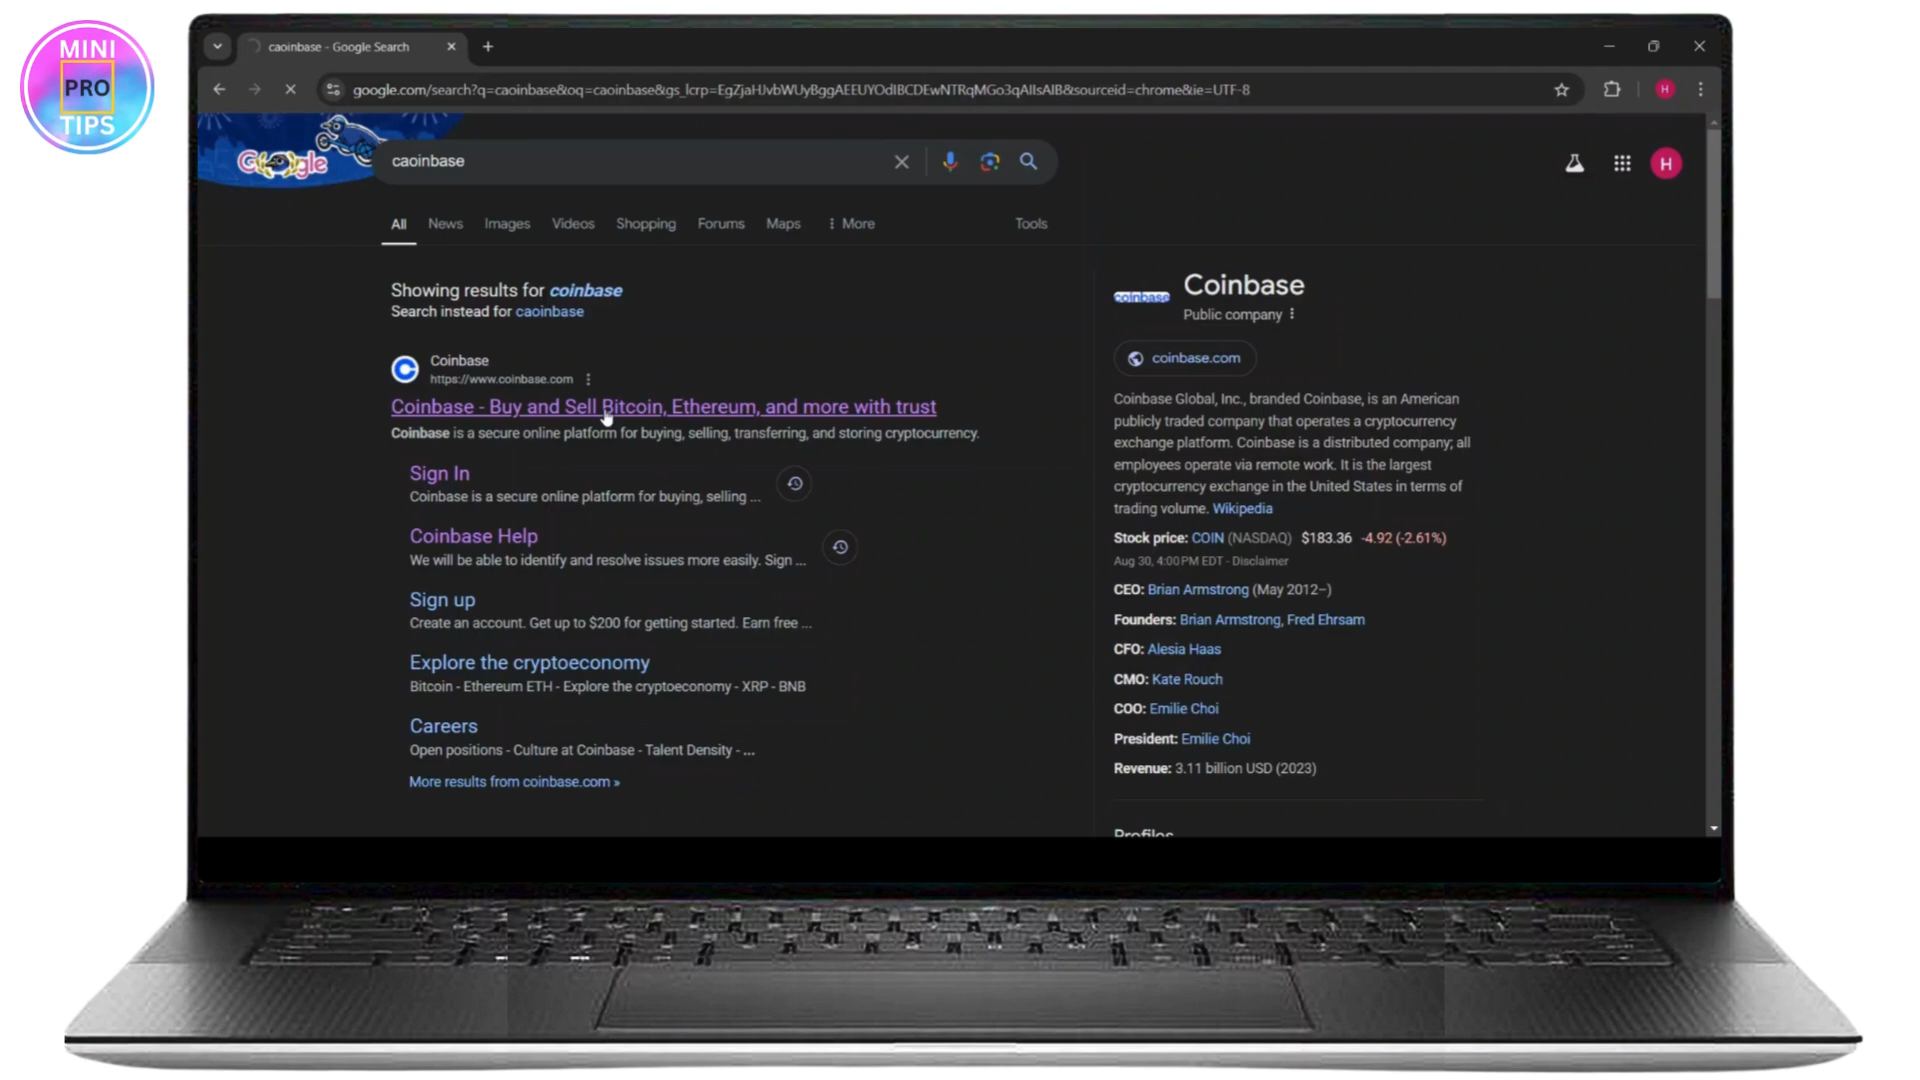 MINI
PRO
TIPS
caoinbase - Google Search
google.com/search?q=caoinbase&oq=caoinbase&gs_lcrp=EgZjaHJvbWUyBggAEEUYOdIBCDEwNTRqMGo3qAIIsAIB&sourceid=chrome&ie=UTF-8
H
Google
caoinbase
H
All News Images Videos Shopping Forums Maps More Tools
Showing results for coinbase
Search instead for caoinbase
Coinbase
https://www.coinbase.com
Coinbase - Buy and Sell Bitcoin, Ethereum, and more with trust
Coinbase is a secure online platform for buying, selling, transferring, and storing cryptocurrency.
Sign In
Coinbase is a secure online platform for buying, selling ...
Coinbase Help
We will be able to identify and resolve issues more easily. Sign ...
Sign up
Create an account. Get up to $200 for getting started. Earn free ...
Explore the cryptoeconomy
Bitcoin - Ethereum ETH - Explore the cryptoeconomy - XRP - BNB
Careers
Open positions - Culture at Coinbase - Talent Density - ...
More results from coinbase.com »
coinbase
Coinbase
Public company
coinbase.com
Coinbase Global, Inc., branded Coinbase, is an American
publicly traded company that operates a cryptocurrency
exchange platform. Coinbase is a distributed company; all
employees operate via remote work. It is the largest
cryptocurrency exchange in the United States in terms of
trading volume. Wikipedia
Stock price: COIN (NASDAQ) $183.36 -4.92 (-2.61%)
Aug 30, 4:00 PM EDT - Disclaimer
CEO: Brian Armstrong (May 2012–)
Founders: Brian Armstrong, Fred Ehrsam
CFO: Alesia Haas
CMO: Kate Rouch
COO: Emilie Choi
President: Emilie Choi
Revenue: 3.11 billion USD (2023)
Profiles